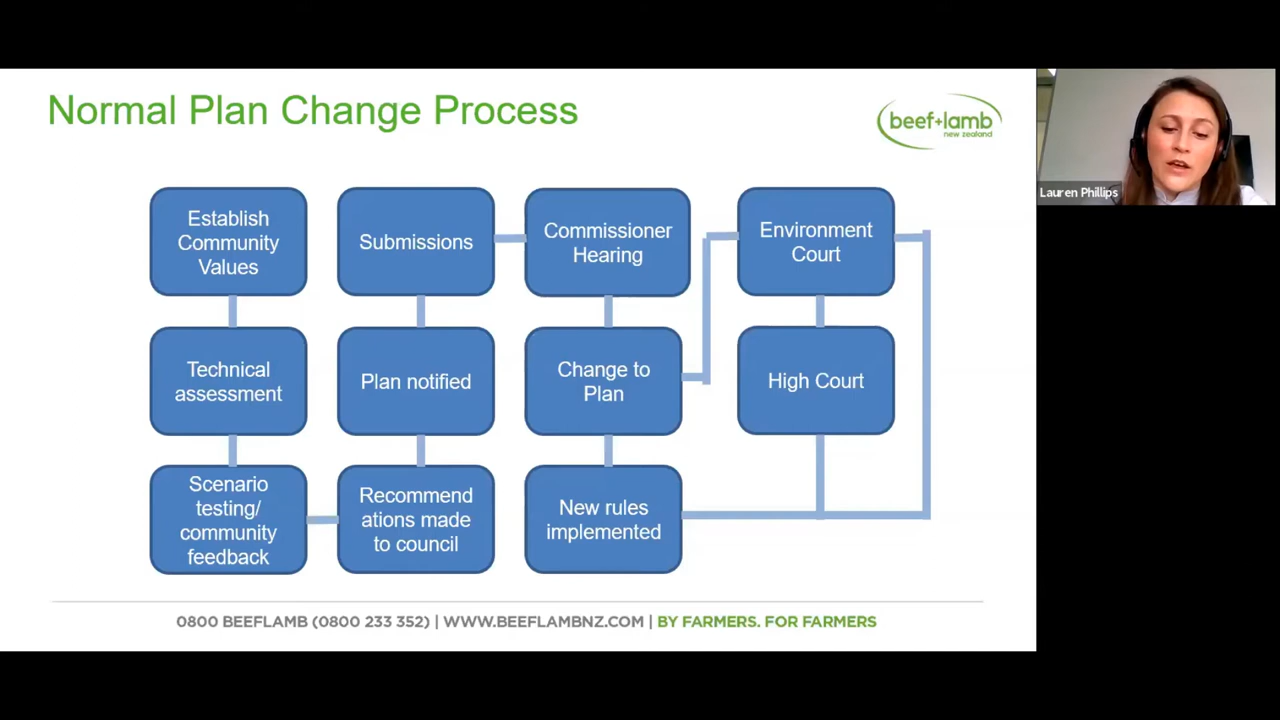 Normal Plan Change Process
beef+lamb
new zealand
Lauren Phillips
Establish
Community
Values
Submissions
Commissioner
Hearing
Environment
Court
Technical
assessment
Plan notified
Change to
Plan
High Court
Scenario
testing/
community
feedback
Recommend
ations made
to council
New rules
implemented
0800 BEEFLAMB (0800 233 352) | WWW.BEEFLAMBNZ.COM | BY FARMERS. FOR FARMERS